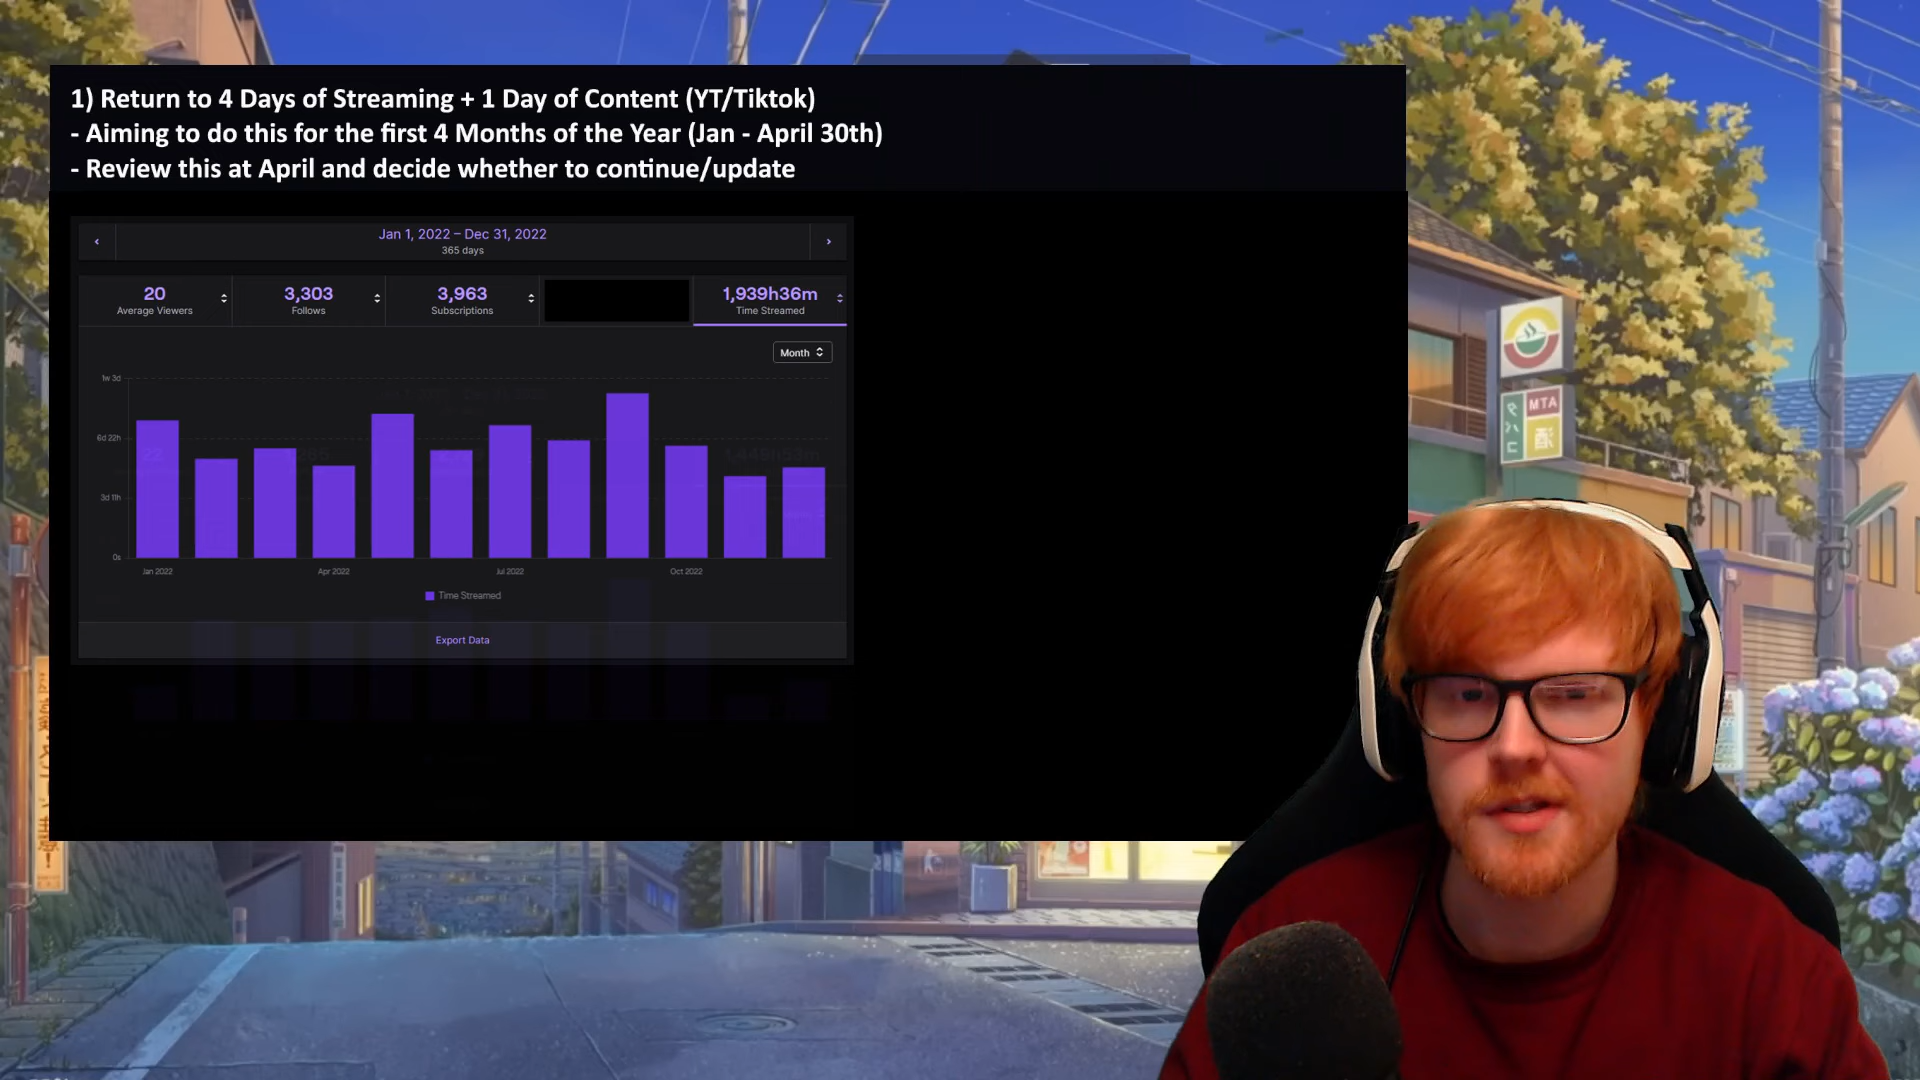 1) Return to 4 Days of Streaming + 1 Day of Content (YT/Tiktok)
- Aiming to do this for the first 4 Months of the Year (Jan - April 30th)
- Review this at April and decide whether to continue/update
Jan 1, 2022 – Dec 31, 2022
365 days
20
Average Viewers
3,303
Follows
3,963
Subscriptions
1,939h36m
Time Streamed
Month
1w 3d
6d 22h
3d 11h
0s
Jan 2022
Apr 2022
Jul 2022
Oct 2022
Time Streamed
Export Data
MTA